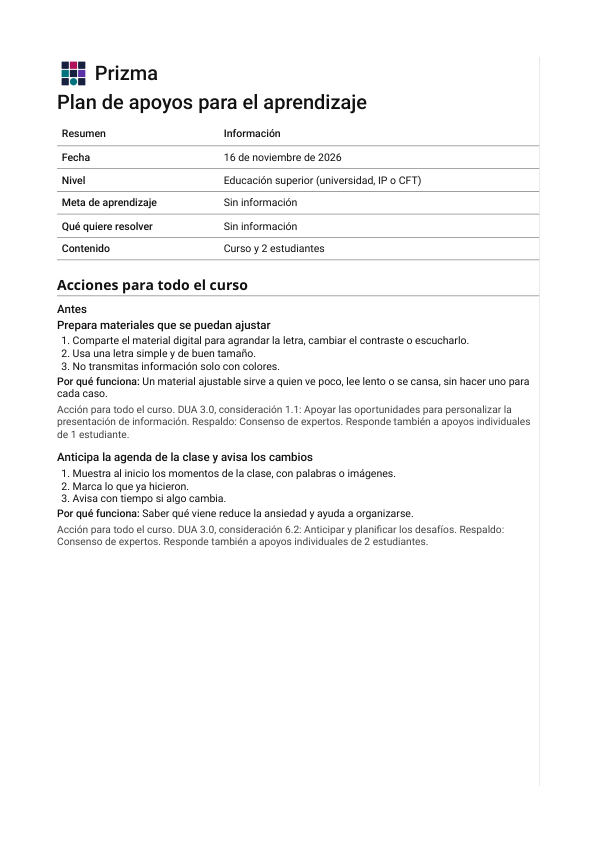 Prizma
Plan de apoyos para el aprendizaje
Resumen Información
Fecha 16 de noviembre de 2026
Nivel Educación superior (universidad, IP o CFT)
Meta de aprendizaje Sin información
Qué quiere resolver Sin información
Contenido Curso y 2 estudiantes
Acciones para todo el curso
Antes
Prepara materiales que se puedan ajustar
1. Comparte el material digital para agrandar la letra, cambiar el contraste o escucharlo.
2. Usa una letra simple y de buen tamaño.
3. No transmitas información solo con colores.
Por qué funciona: Un material ajustable sirve a quien ve poco, lee lento o se cansa, sin hacer uno para
cada caso.
Acción para todo el curso. DUA 3.0, consideración 1.1: Apoyar las oportunidades para personalizar la
presentación de información. Respaldo: Consenso de expertos. Responde también a apoyos individuales
de 1 estudiante.
Anticipa la agenda de la clase y avisa los cambios
1. Muestra al inicio los momentos de la clase, con palabras o imágenes.
2. Marca lo que ya hicieron.
3. Avisa con tiempo si algo cambia.
Por qué funciona: Saber qué viene reduce la ansiedad y ayuda a organizarse.
Acción para todo el curso. DUA 3.0, consideración 6.2: Anticipar y planificar los desafíos. Respaldo:
Consenso de expertos. Responde también a apoyos individuales de 2 estudiantes.